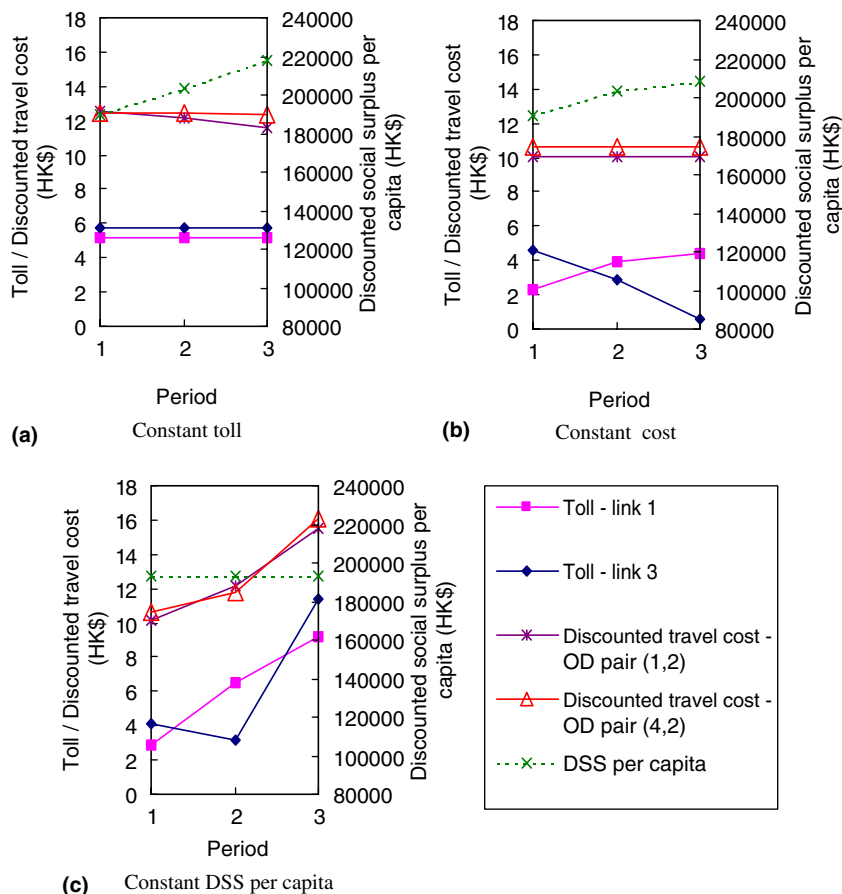 18
16
14
12
10
8
6
4
2
0
Toll / Discounted travel cost
(HK$)
240000
220000
200000
180000
160000
140000
120000
100000
80000
Discounted social surplus per
capita (HK$)
1 2 3
Period
(a) Constant toll
18
16
14
12
10
8
6
4
2
0
Toll / Discounted travel cost
(HK$)
240000
220000
200000
180000
160000
140000
120000
100000
80000
Discounted social surplus per
capita (HK$)
1 2 3
Period
(b) Constant cost
18
16
14
12
10
8
6
4
2
0
Toll / Discounted travel cost
(HK$)
240000
220000
200000
180000
160000
140000
120000
100000
80000
Discounted social surplus per
capita (HK$)
1 2 3
Period
(c) Constant DSS per capita
Toll - link 1
Toll - link 3
Discounted travel cost -
OD pair (1,2)
Discounted travel cost -
OD pair (4,2)
DSS per capita